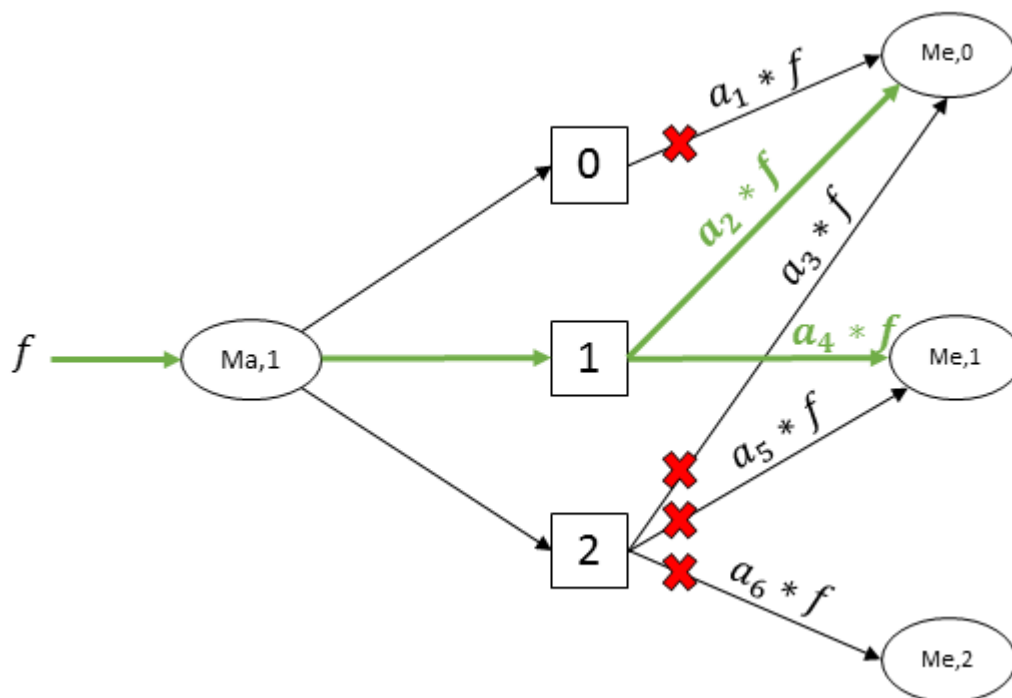 Me,0
a₁ * f
0
a₂ * f
a₃ * f
f
Ma,1
1
a₄ * f
Me,1
a₅ * f
2
a₆ * f
Me,2